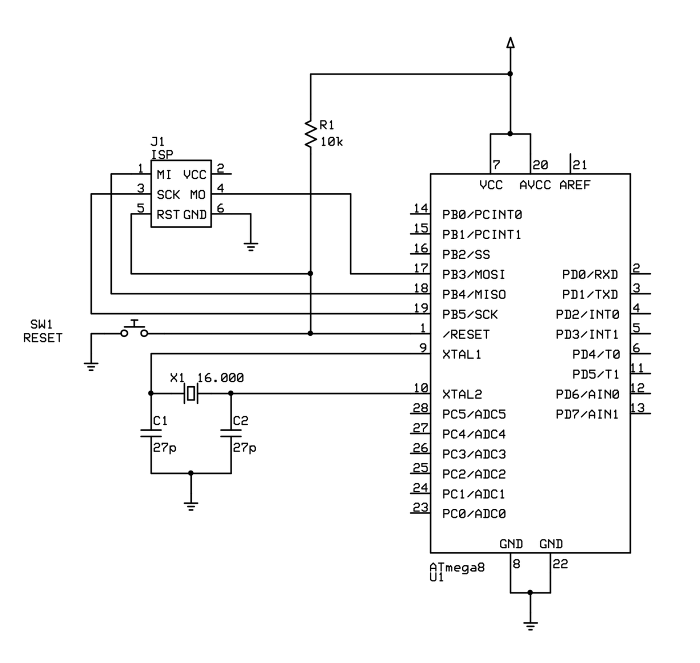 R1
10k
J1
ISP
1 MI VCC 2
3 SCK MO 4
5 RST GND 6
7 20 21
VCC AVCC AREF
14 PB0/PCINT0
15 PB1/PCINT1
16 PB2/SS
17 PB3/MOSI PD0/RXD 2
18 PB4/MISO PD1/TXD 3
19 PB5/SCK PD2/INT0 4
1 /RESET PD3/INT1 5
9 XTAL1 PD4/T0 6
PD5/T1 11
10 XTAL2 PD6/AIN0 12
28 PC5/ADC5 PD7/AIN1 13
27 PC4/ADC4
26 PC3/ADC3
25 PC2/ADC2
24 PC1/ADC1
23 PC0/ADC0
SW1
RESET
X1 16.000
C1 C2
27p 27p
GND GND
8 22
ATmega8
U1